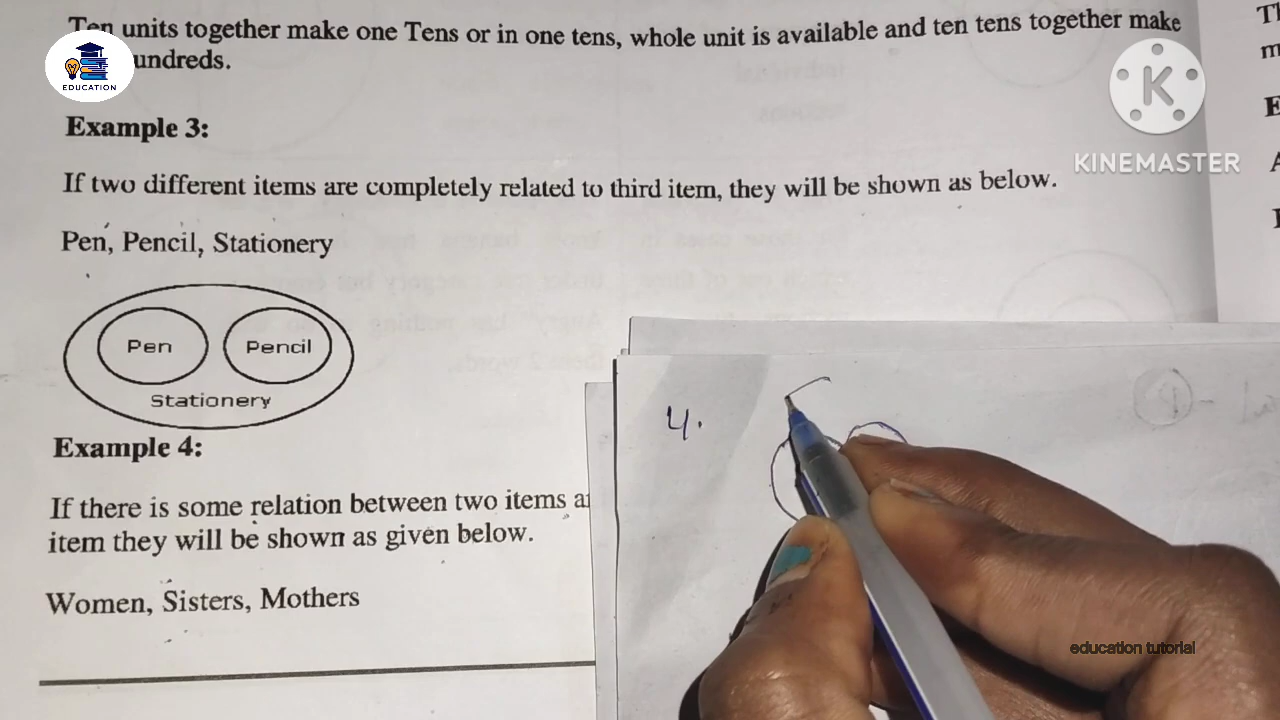 Ten units together make one Tens or in one tens, whole unit is available and ten tens together make
undreds.
EDUCATION
KINEMASTER
Example 3:
If two different items are completely related to third item, they will be shown as below.
Pen, Pencil, Stationery
Pen
Pencil
Stationery
4.
Example 4:
If there is some relation between two items
item they will be shown as given below.
Women, Sisters, Mothers
education tutorial